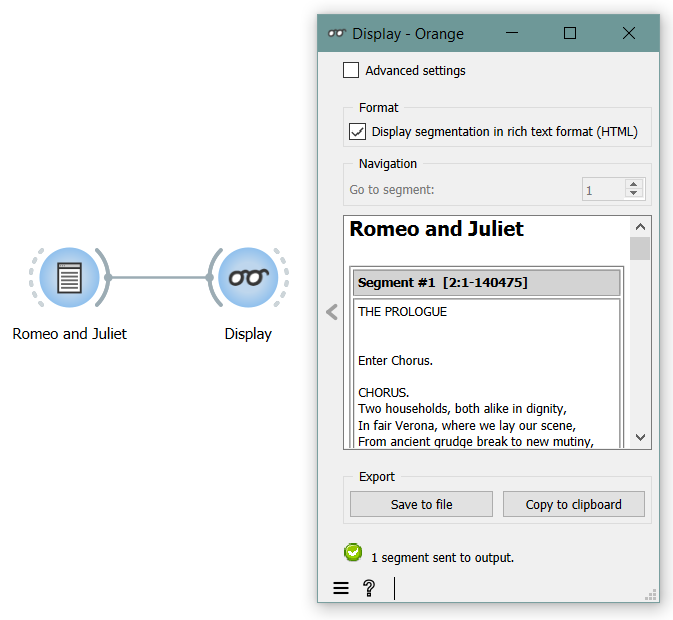 Display - Orange
Advanced settings
Format
Display segmentation in rich text format (HTML)
Navigation
Go to segment:
1
Romeo and Juliet
Segment #1 [2:1-140475]
THE PROLOGUE
Enter Chorus.
CHORUS.
Two households, both alike in dignity,
In fair Verona, where we lay our scene,
From ancient grudge break to new mutiny,
Export
Save to file
Copy to clipboard
1 segment sent to output.
?
Romeo and Juliet
Display